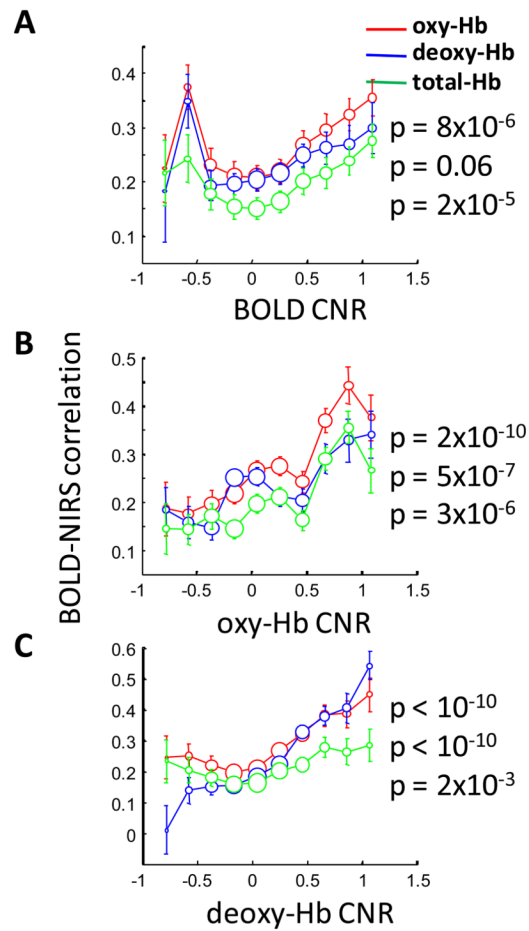 A
oxy-Hb
deoxy-Hb
total-Hb
0.4
0.3
0.2
0.1
p = 8x10⁻⁶
p = 0.06
p = 2x10⁻⁵
-1 -0.5 0 0.5 1 1.5
BOLD CNR
B
BOLD-NIRS correlation
0.5
0.4
0.3
0.2
0.1
p = 2x10⁻¹⁰
p = 5x10⁻⁷
p = 3x10⁻⁶
-1 -0.5 0 0.5 1 1.5
oxy-Hb CNR
C
0.6
0.5
0.4
0.3
0.2
0.1
0
p < 10⁻¹⁰
p < 10⁻¹⁰
p = 2x10⁻³
-1 -0.5 0 0.5 1 1.5
deoxy-Hb CNR